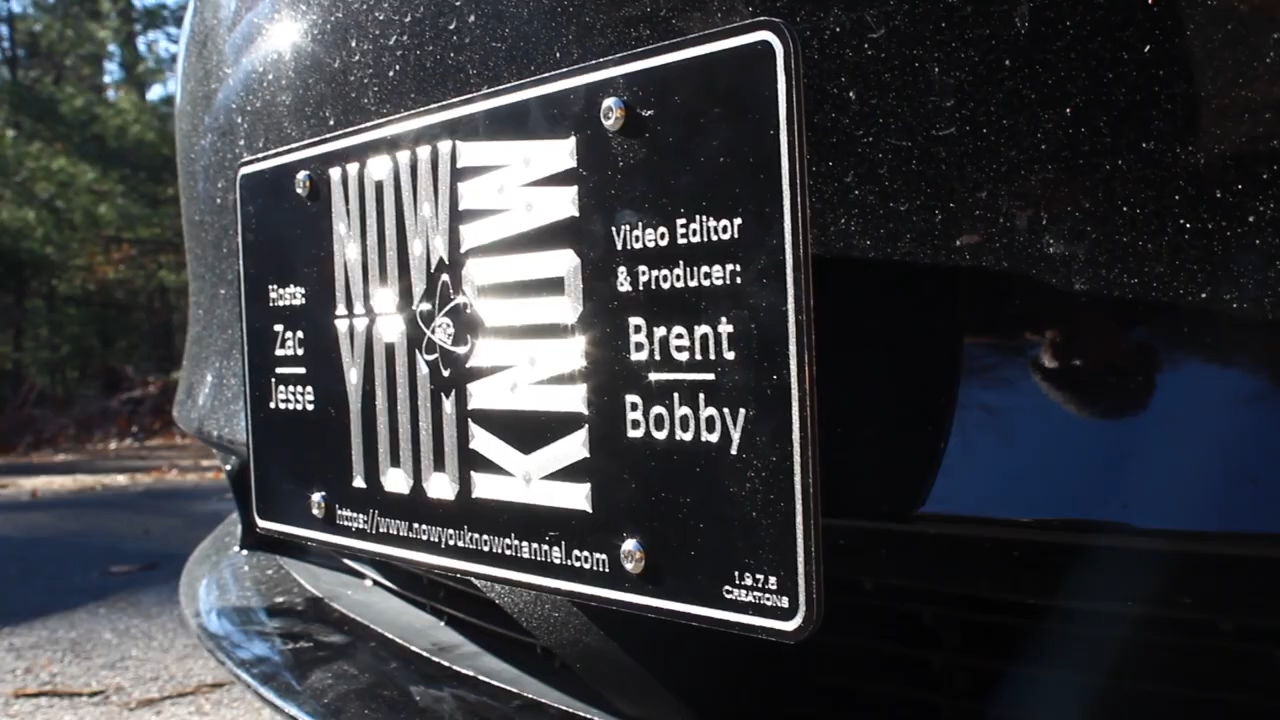 Hosts:
Zac
Jesse
NOW
YOU
KNOW
Video Editor
& Producer:
Brent
Bobby
https://www.nowyouknowchannel.com
1.9.7.5
CREATIONS